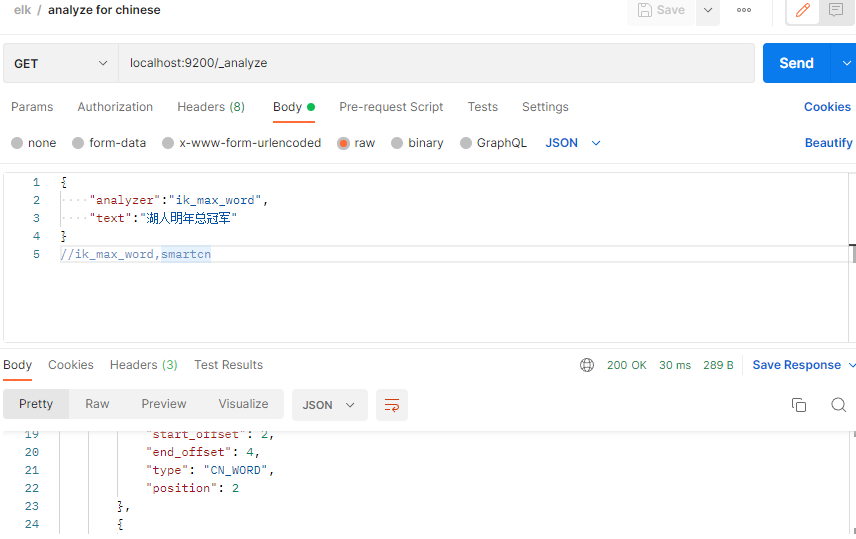 elk / analyze for chinese
Save
GET localhost:9200/_analyze Send
Params Authorization Headers (8) Body Pre-request Script Tests Settings Cookies
none form-data x-www-form-urlencoded raw binary GraphQL JSON Beautify
1 {
2 ····"analyzer":"ik_max_word",
3 ····"text":"湖人明年总冠军"
4 }
5 //ik_max_word,smartcn
Body Cookies Headers (3) Test Results 200 OK 30 ms 289 B Save Response
Pretty Raw Preview Visualize JSON
19 "start_offset": 2,
20 "end_offset": 4,
21 "type": "CN_WORD",
22 "position": 2
23 },
24 {